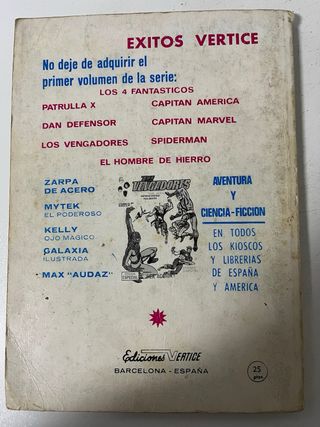 EXITOS VERTICE
No deje de adquirir el
primer volumen de la serie:
LOS 4 FANTASTICOS
PATRULLA X CAPITAN AMERICA
DAN DEFENSOR CAPITAN MARVEL
LOS VENGADORES SPIDERMAN
EL HOMBRE DE HIERRO
ZARPA
DE ACERO
MYTEK
EL PODEROSO
KELLY
OJO MAGICO
GALAXIA
ILUSTRADA
MAX "AUDAZ"
LOS
VENGADORES
ESPECIAL
AVENTURA
Y
CIENCIA-FICCION
EN TODOS
LOS KIOSCOS
Y LIBRERIAS
DE ESPAÑA
Y AMERICA
Ediciones VERTICE
BARCELONA - ESPAÑA
25
ptas